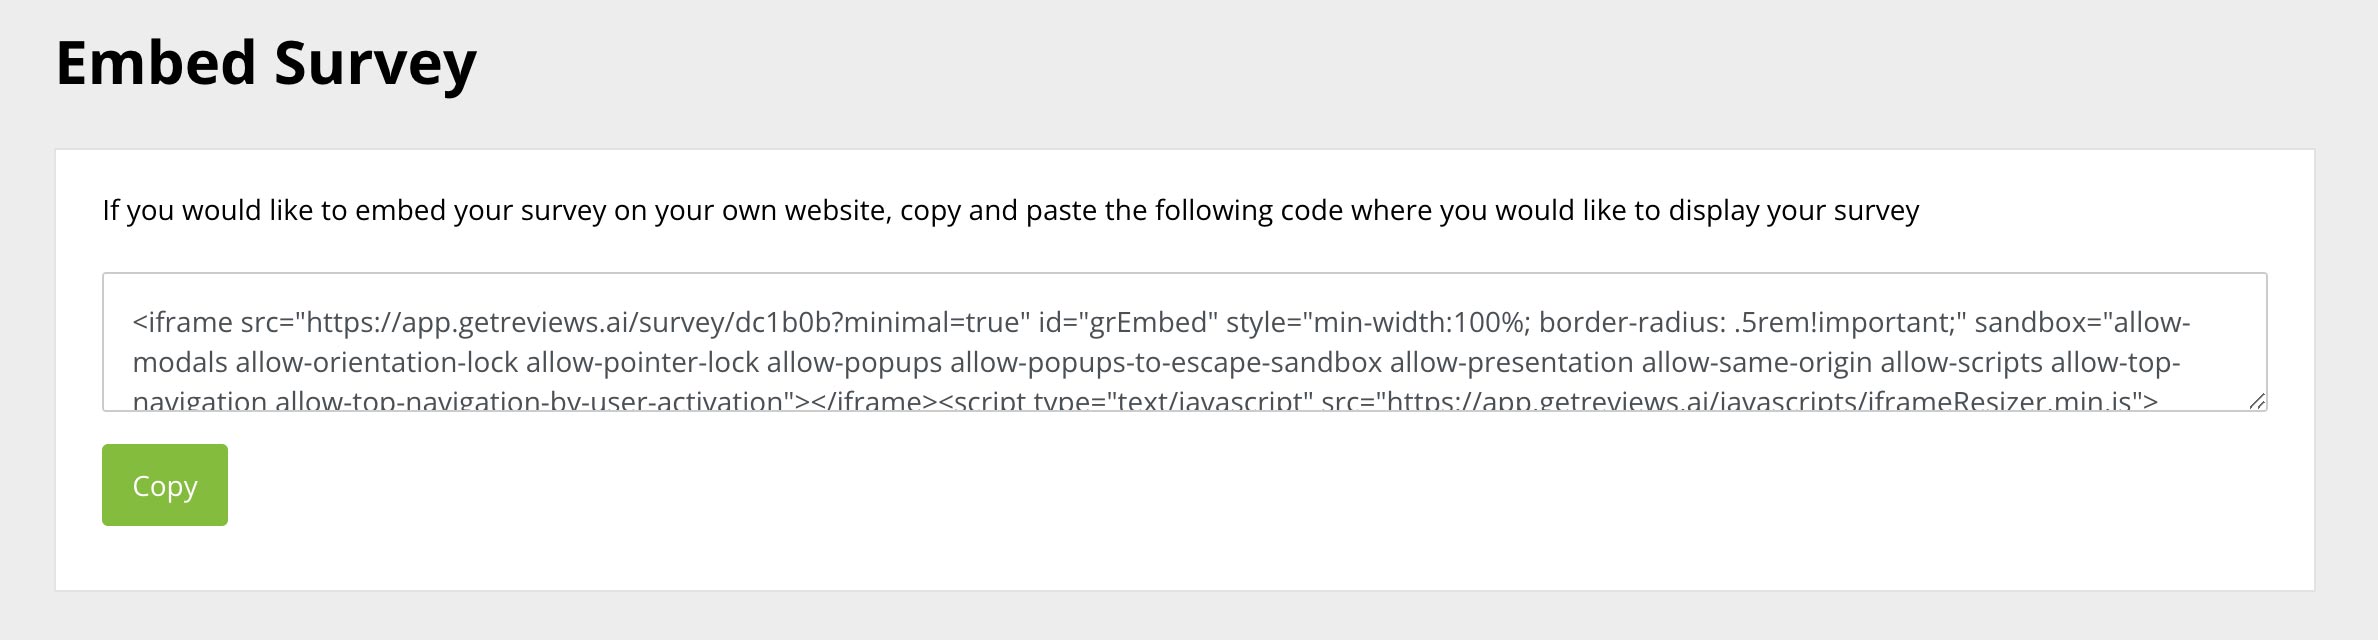 Embed Survey
If you would like to embed your survey on your own website, copy and paste the following code where you would like to display your survey
<iframe src="https://app.getreviews.ai/survey/dc1b0b?minimal=true" id="grEmbed" style="min-width:100%; border-radius: .5rem!important;" sandbox="allow-
modals allow-orientation-lock allow-pointer-lock allow-popups allow-popups-to-escape-sandbox allow-presentation allow-same-origin allow-scripts allow-top-
navigation allow-top-navigation-by-user-activation"></iframe><script type="text/javascript" src="https://app.getreviews.ai/javascripts/iframeResizer.min.js">
Copy